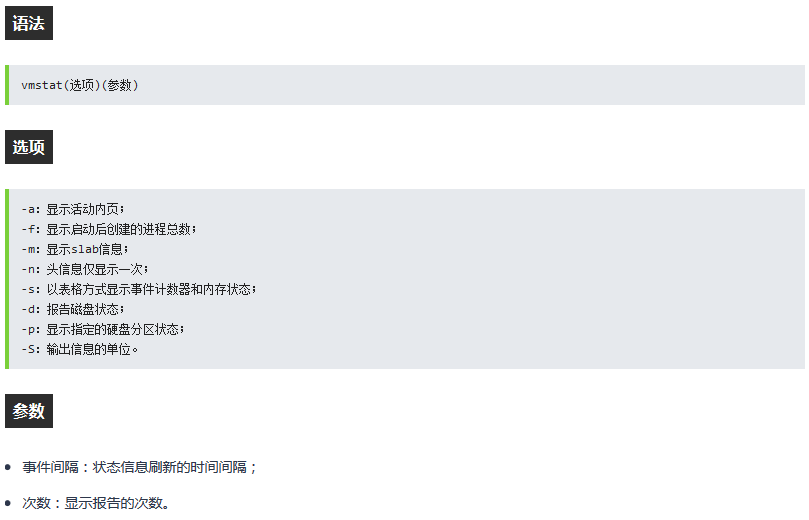 语法
vmstat(选项)(参数)
选项
-a：显示活动内页；
-f：显示启动后创建的进程总数；
-m：显示slab信息；
-n：头信息仅显示一次；
-s：以表格方式显示事件计数器和内存状态；
-d：报告磁盘状态；
-p：显示指定的硬盘分区状态；
-S：输出信息的单位。
参数
事件间隔：状态信息刷新的时间间隔；
次数：显示报告的次数。